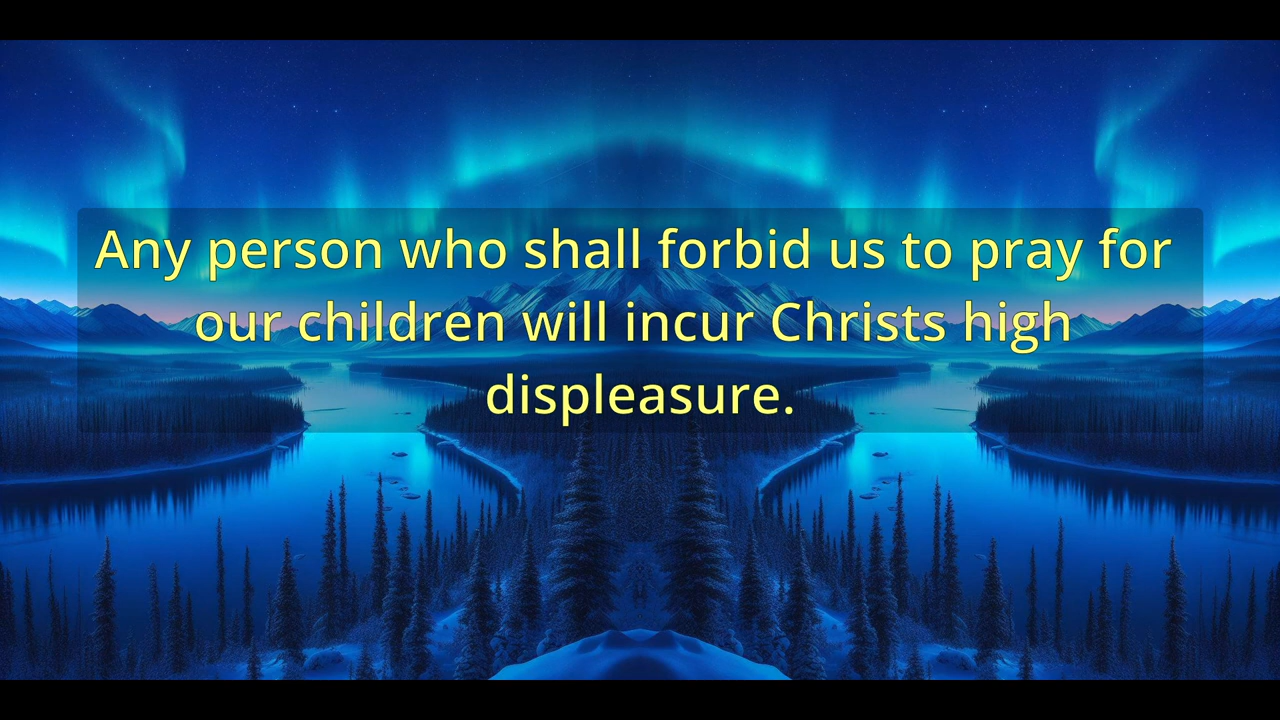 Any person who shall forbid us to pray for
our children will incur Christs high
displeasure.